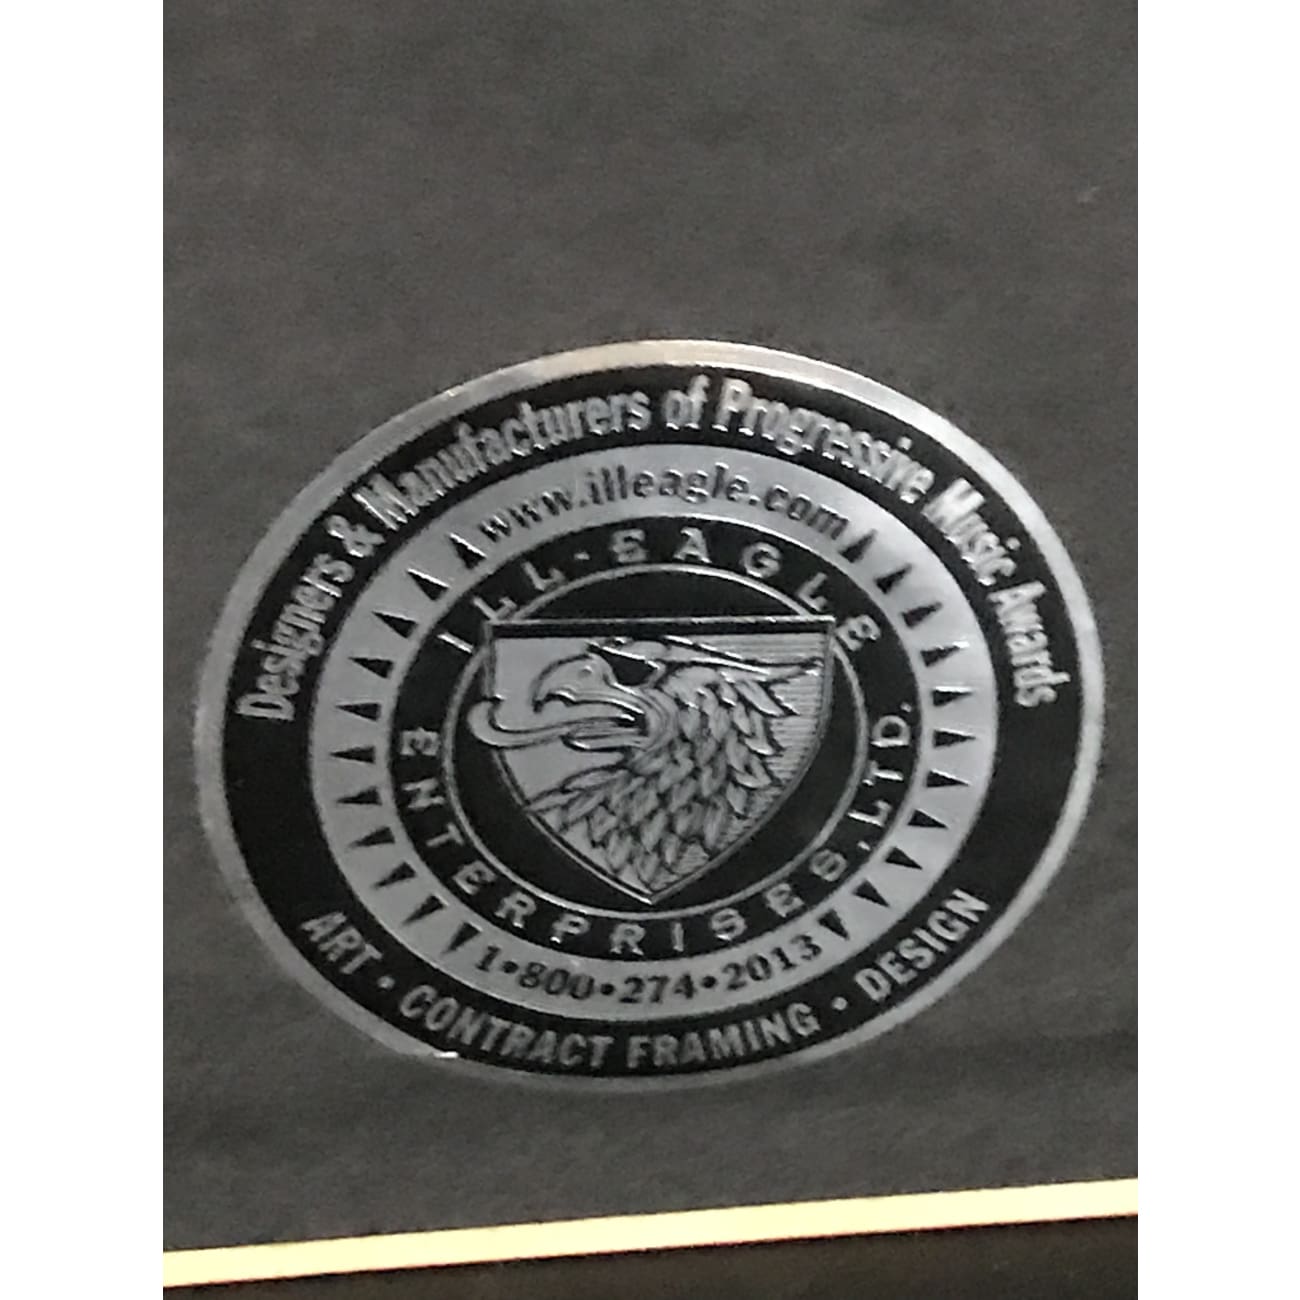 Designers & Manufacturers of Progressive Music Awards
www.illeagle.com
ILL-EAGLE
ENTERPRISES, LTD.
1•800•274•2013
ART • CONTRACT FRAMING • DESIGN